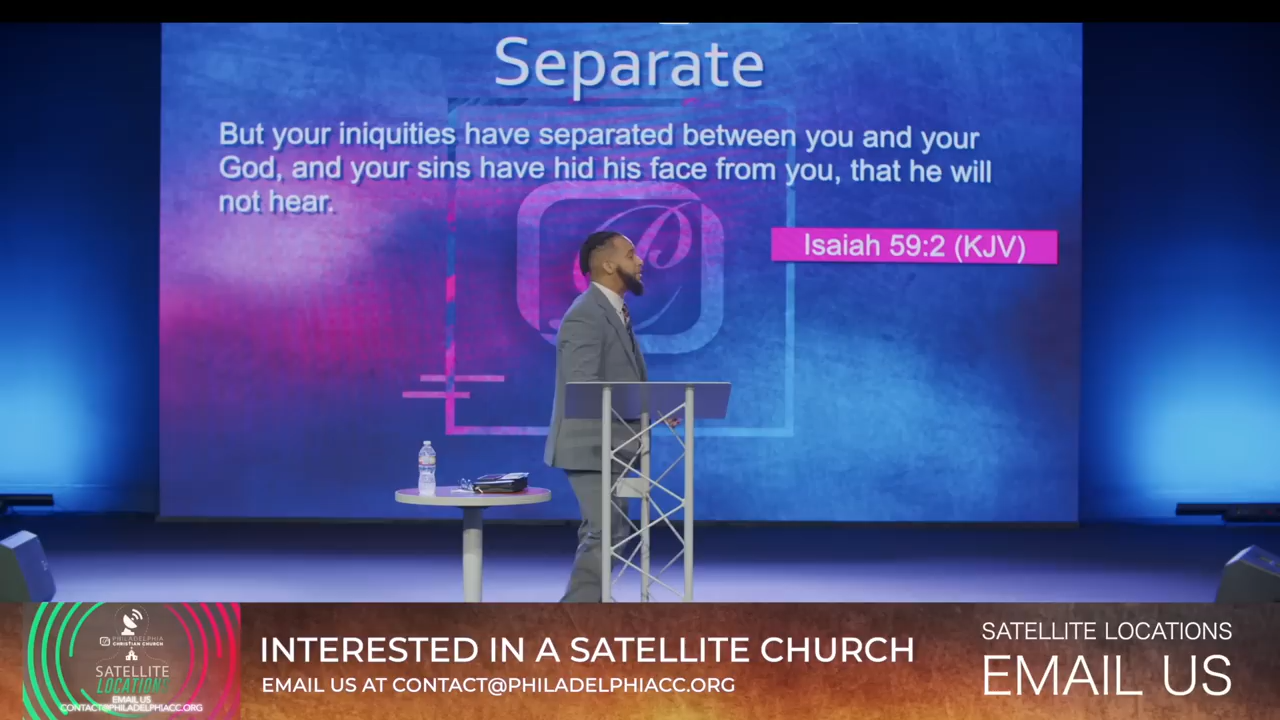 Separate
But your iniquities have separated between you and your
God, and your sins have hid his face from you, that he will
not hear.
Isaiah 59:2 (KJV)
PHILADELPHIA
CHRISTIAN CHURCH
SATELLITE
LOCATIONS
EMAIL US
CONTACT@PHILADELPHIACC.ORG
INTERESTED IN A SATELLITE CHURCH
EMAIL US AT CONTACT@PHILADELPHIACC.ORG
SATELLITE LOCATIONS
EMAIL US